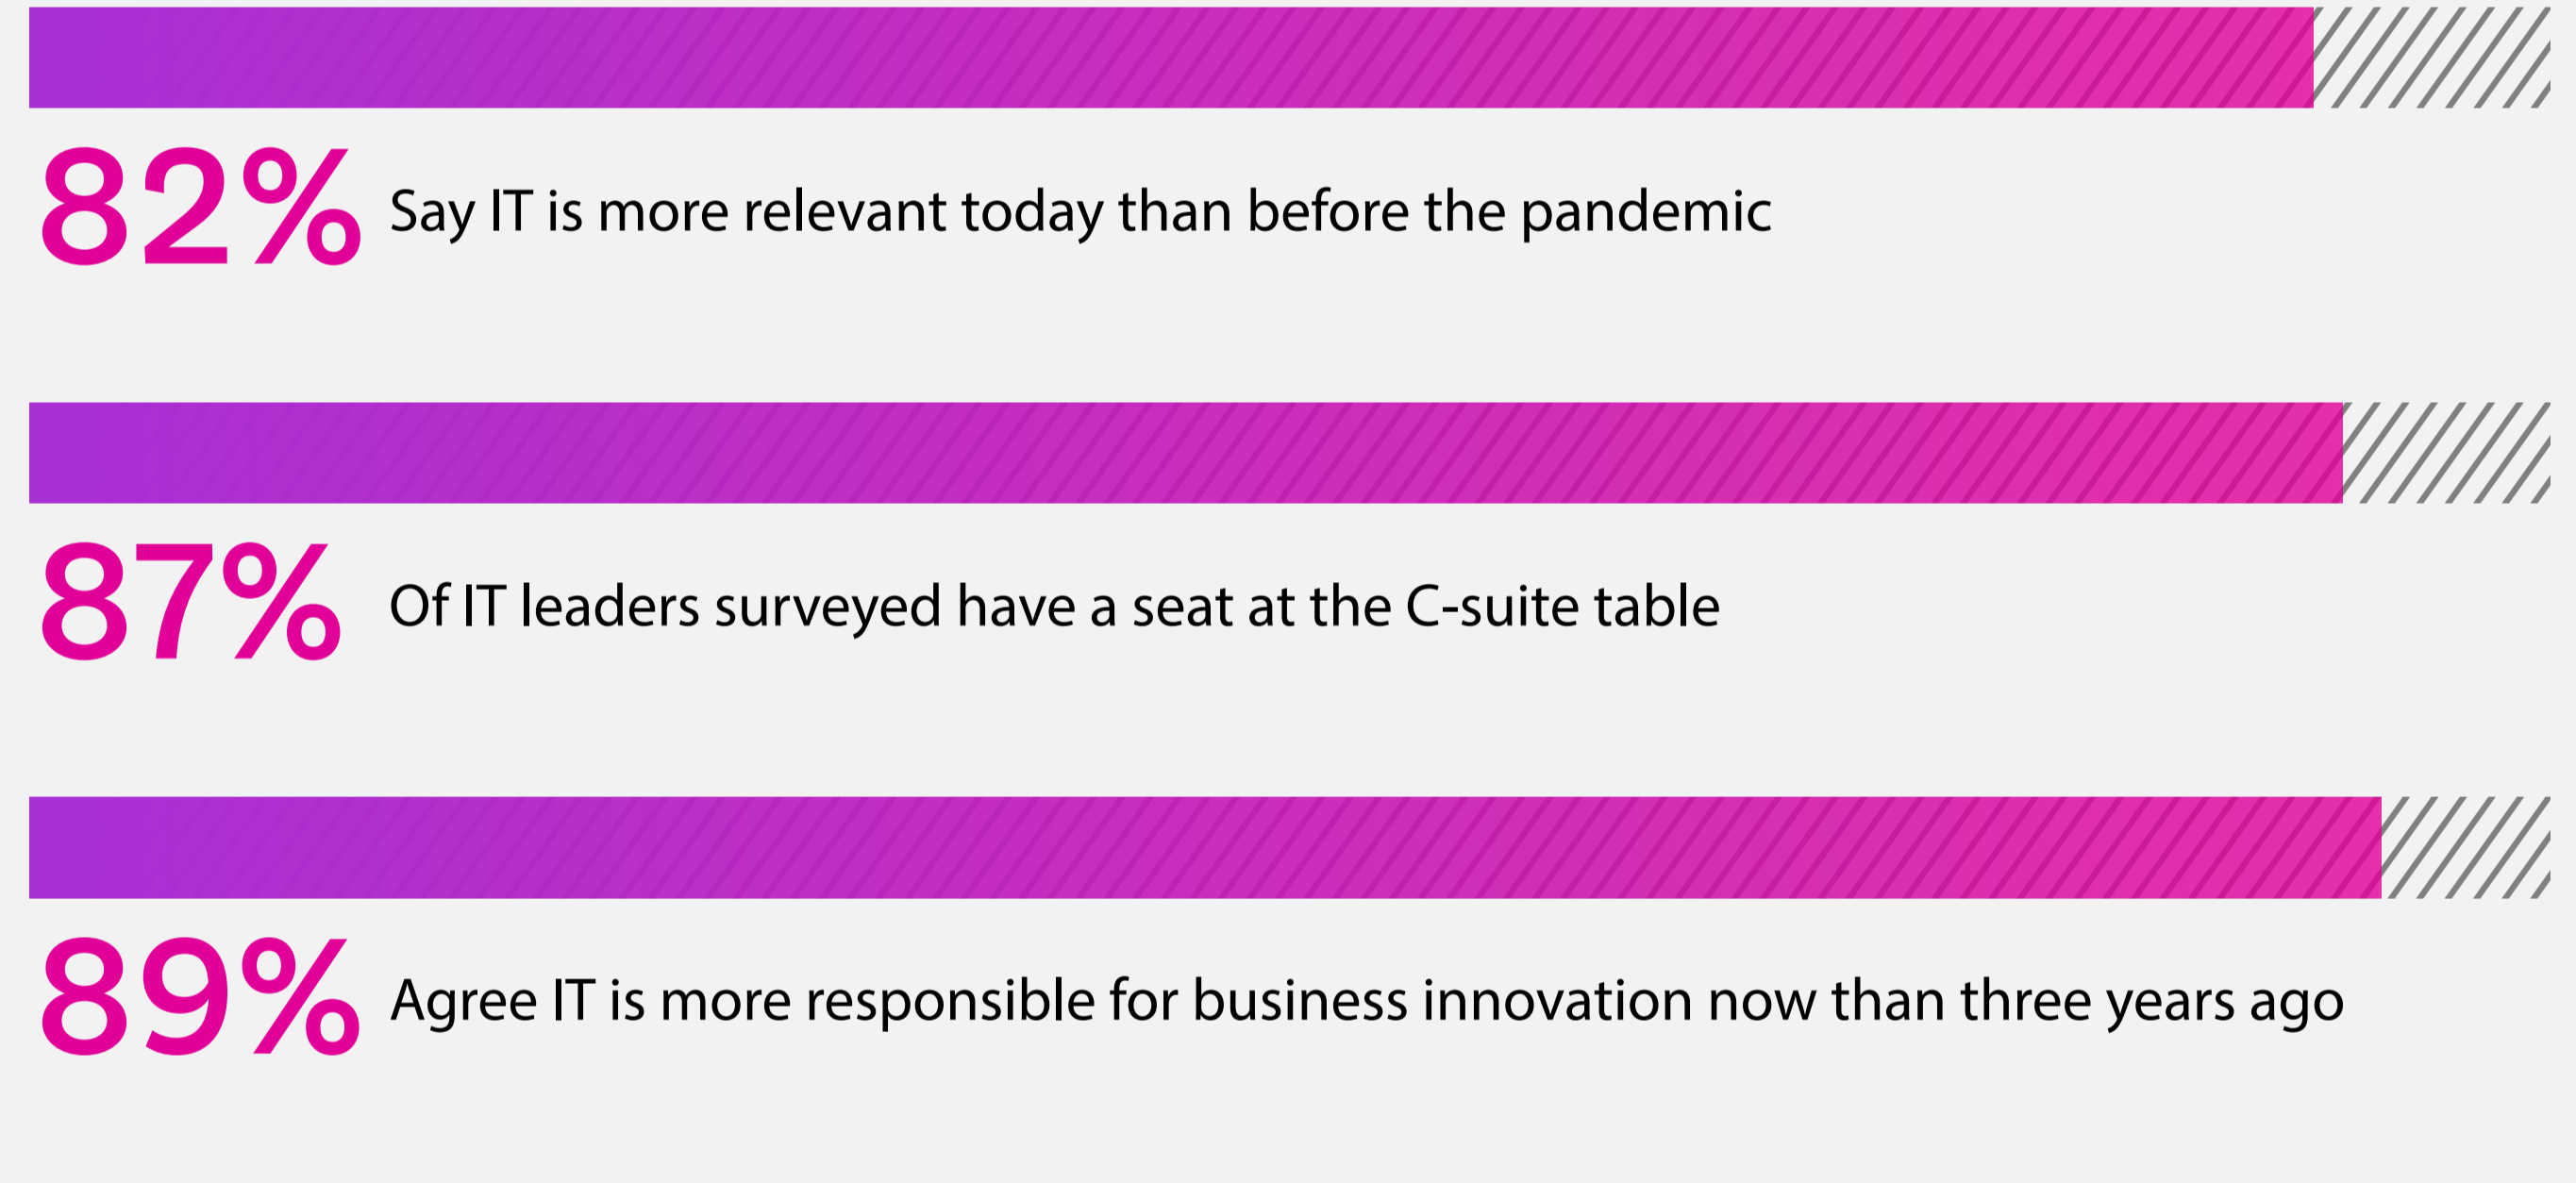 82% Say IT is more relevant today than before the pandemic
87% Of IT leaders surveyed have a seat at the C-suite table
89% Agree IT is more responsible for business innovation now than three years ago